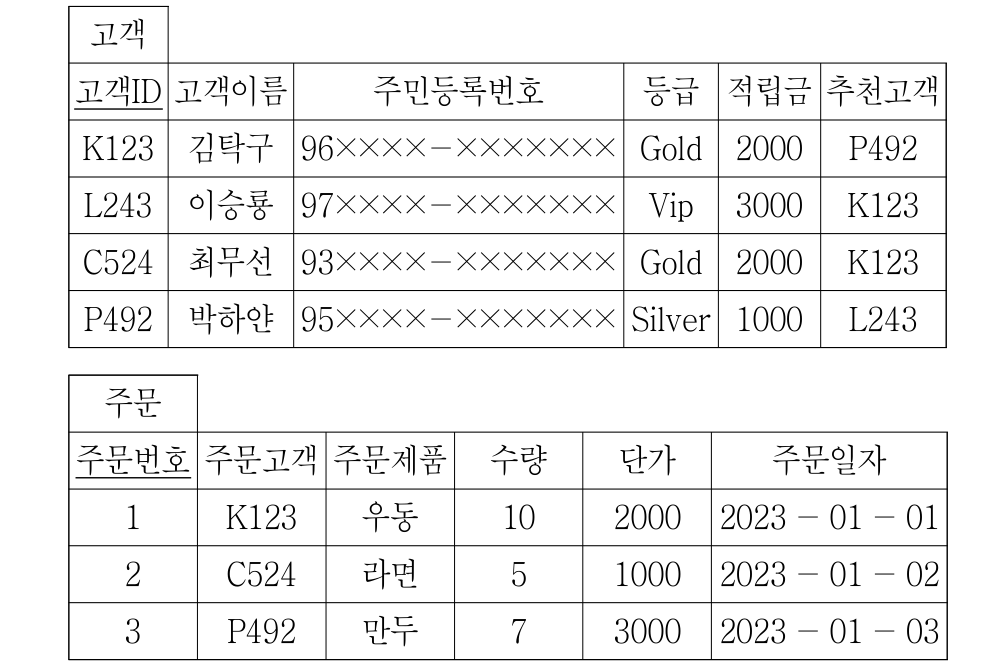 고객
고객ID 고객이름 주민등록번호 등급 적립금 추천고객
K123 김탁구 96××××-××××××× Gold 2000 P492
L243 이승룡 97××××-××××××× Vip 3000 K123
C524 최무선 93××××-××××××× Gold 2000 K123
P492 박하얀 95××××-××××××× Silver 1000 L243
주문
주문번호 주문고객 주문제품 수량 단가 주문일자
1 K123 우동 10 2000 2023 - 01 - 01
2 C524 라면 5 1000 2023 - 01 - 02
3 P492 만두 7 3000 2023 - 01 - 03